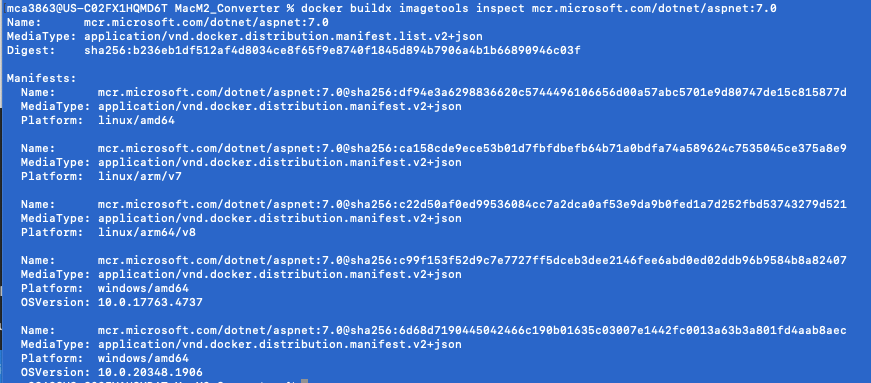 mca3863@US-C02FX1HQMD6T MacM2_Converter % docker buildx imagetools inspect mcr.microsoft.com/dotnet/aspnet:7.0
Name: mcr.microsoft.com/dotnet/aspnet:7.0
MediaType: application/vnd.docker.distribution.manifest.list.v2+json
Digest: sha256:b236eb1df512af4d8034ce8f65f9e8740f1845d894b7906a4b1b66890946c03f
Manifests:
Name: mcr.microsoft.com/dotnet/aspnet:7.0@sha256:df94e3a6298836620c5744496106656d00a57abc5701e9d80747de15c815877d
MediaType: application/vnd.docker.distribution.manifest.v2+json
Platform: linux/amd64
Name: mcr.microsoft.com/dotnet/aspnet:7.0@sha256:ca158cde9ece53b01d7fbfdbefb64b71a0bdfa74a589624c7535045ce375a8e9
MediaType: application/vnd.docker.distribution.manifest.v2+json
Platform: linux/arm/v7
Name: mcr.microsoft.com/dotnet/aspnet:7.0@sha256:c22d50af0ed99536084cc7a2dca0af53e9da9b0fed1a7d252fbd53743279d521
MediaType: application/vnd.docker.distribution.manifest.v2+json
Platform: linux/arm64/v8
Name: mcr.microsoft.com/dotnet/aspnet:7.0@sha256:c99f153f52d9c7e7727ff5dceb3dee2146fee6abd0ed02ddb96b9584b8a82407
MediaType: application/vnd.docker.distribution.manifest.v2+json
Platform: windows/amd64
OSVersion: 10.0.17763.4737
Name: mcr.microsoft.com/dotnet/aspnet:7.0@sha256:6d68d7190445042466c190b01635c03007e1442fc0013a63b3a801fd4aab8aec
MediaType: application/vnd.docker.distribution.manifest.v2+json
Platform: windows/amd64
OSVersion: 10.0.20348.1906